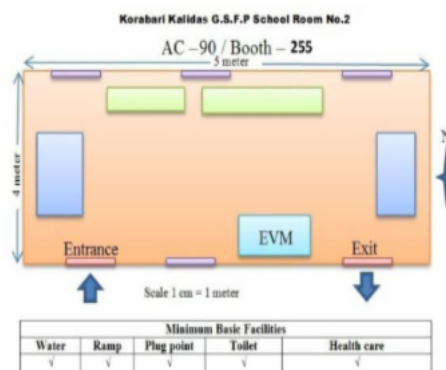 Korabari Kalidas G.S.F.P School Room No.2
AC –90 / Booth – 255
5 meter
4 meter
N
Entrance
EVM
Exit
Scale 1 cm = 1 meter
Minimum Basic Facilities
Water Ramp Plug point Toilet Health care
√ √ √ √ √